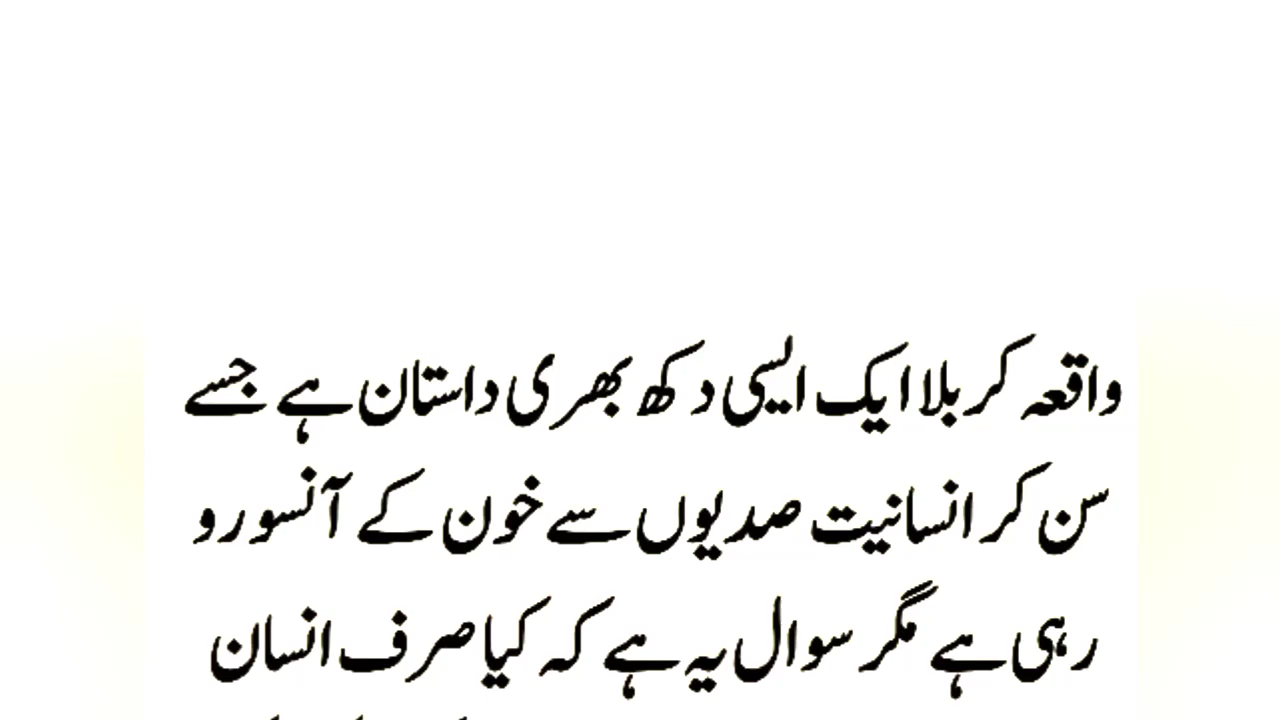 واقعہ کربلا ایک ایسی دکھ بھری داستان ہے جسے
سن کر انسانیت صدیوں سے خون کے آنسو رو
رہی ہے مگر سوال یہ ہے کہ کیا صرف انسان